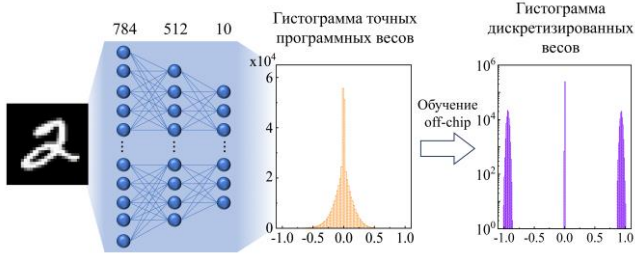 784 512 10
Гистограмма точных
программных весов
x10⁴
6
4
2
0
-1.0 -0.5 0.0 0.5 1.0
Обучение
off-chip
Гистограмма
дискретизированных
весов
10⁶
10⁴
10²
10⁰
-1.0 -0.5 0.0 0.5 1.0
2